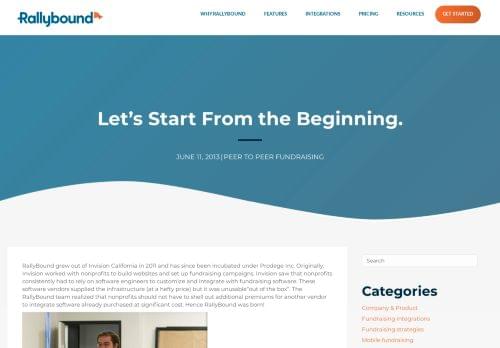 Rallybound
WHY RALLYBOUND
FEATURES
INTEGRATIONS
PRICING
RESOURCES
GET STARTED
Let's Start From the Beginning.
JUNE 11, 2013 | PEER TO PEER FUNDRAISING
RallyBound grew out of Invision California in 2011 and has since been incubated under Prodege Inc. Originally,
Invision worked with nonprofits to build websites and set up fundraising campaigns. Invision saw that nonprofits
consistently had to rely on software engineers to customize and integrate with fundraising software. These
software vendors supplied the infrastructure (at a hefty price) but it was unusable"out of the box". The
RallyBound team realized that nonprofits should not have to shell out additional premiums for another vendor
to integrate software already purchased at significant cost. Hence RallyBound was born!
Search
Categories
Company & Product
Fundraising integrations
Fundraising strategies
Mobile fundraising